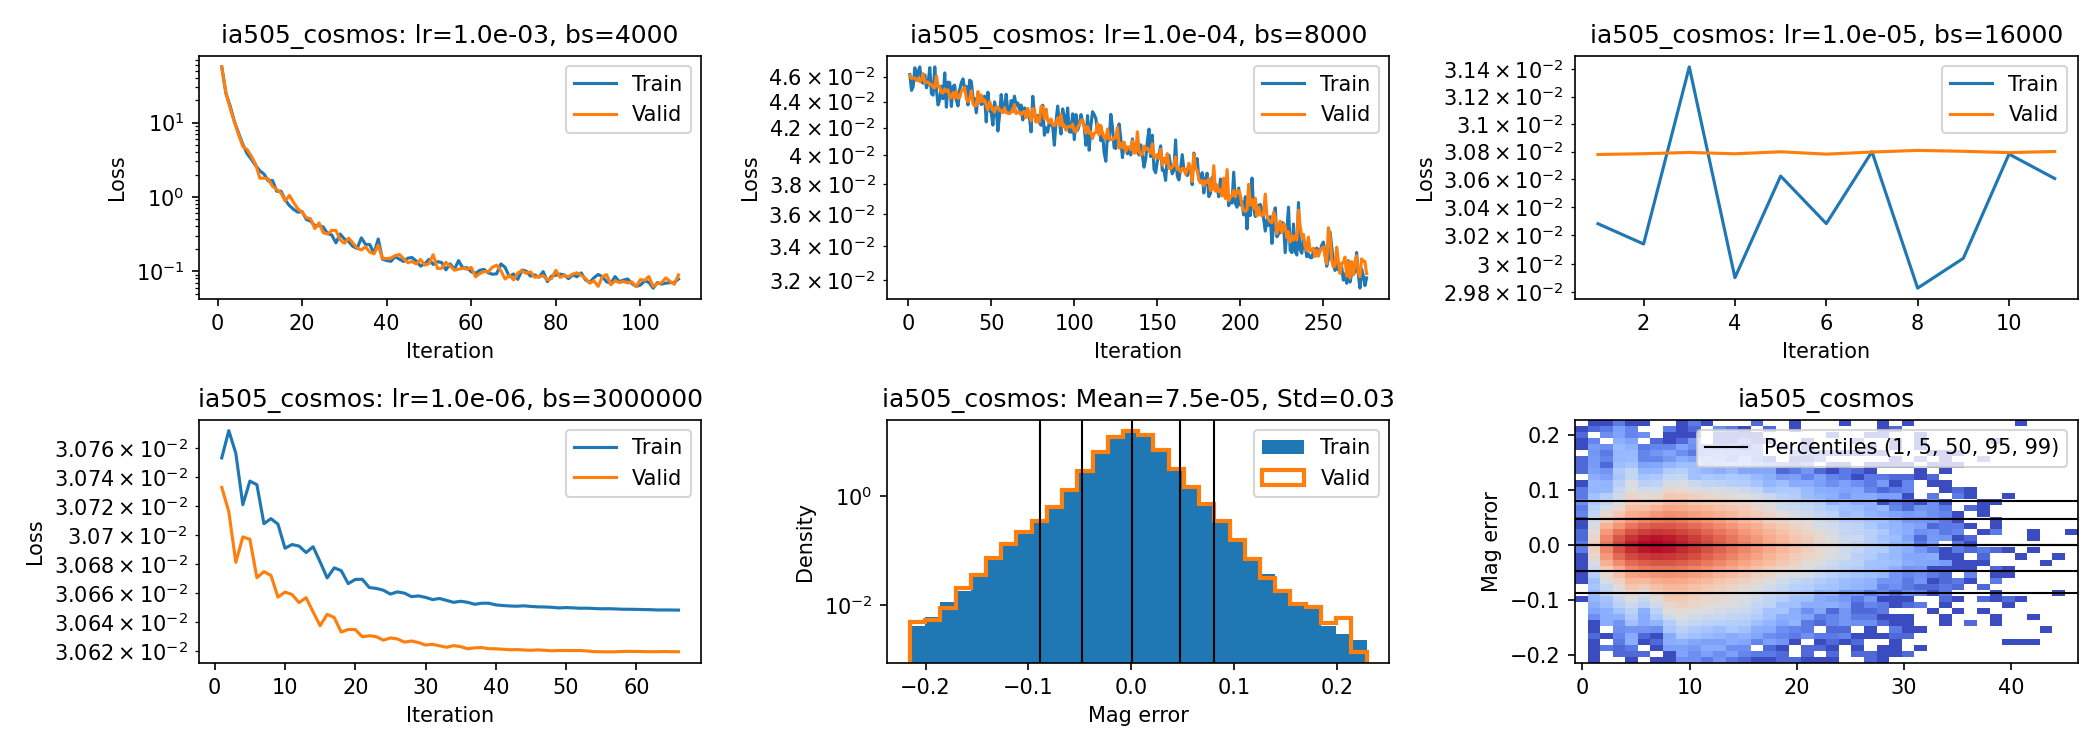 ia505_cosmos: lr=1.0e-03, bs=4000
Train
Valid
10¹
10⁰
10⁻¹
Loss
0 20 40 60 80 100
Iteration
ia505_cosmos: lr=1.0e-04, bs=8000
Train
Valid
4.6 × 10⁻²
4.4 × 10⁻²
4.2 × 10⁻²
4 × 10⁻²
3.8 × 10⁻²
3.6 × 10⁻²
3.4 × 10⁻²
3.2 × 10⁻²
Loss
0 50 100 150 200 250
Iteration
ia505_cosmos: lr=1.0e-05, bs=16000
Train
Valid
3.14 × 10⁻²
3.12 × 10⁻²
3.1 × 10⁻²
3.08 × 10⁻²
3.06 × 10⁻²
3.04 × 10⁻²
3.02 × 10⁻²
3 × 10⁻²
2.98 × 10⁻²
Loss
2 4 6 8 10
Iteration
ia505_cosmos: lr=1.0e-06, bs=3000000
Train
Valid
3.076 × 10⁻²
3.074 × 10⁻²
3.072 × 10⁻²
3.07 × 10⁻²
3.068 × 10⁻²
3.066 × 10⁻²
3.064 × 10⁻²
3.062 × 10⁻²
Loss
0 10 20 30 40 50 60
Iteration
ia505_cosmos: Mean=7.5e-05, Std=0.03
Train
Valid
10⁰
10⁻²
Density
−0.2 −0.1 0.0 0.1 0.2
Mag error
ia505_cosmos
Percentiles (1, 5, 50, 95, 99)
0.2
0.1
0.0
−0.1
−0.2
Mag error
0 10 20 30 40